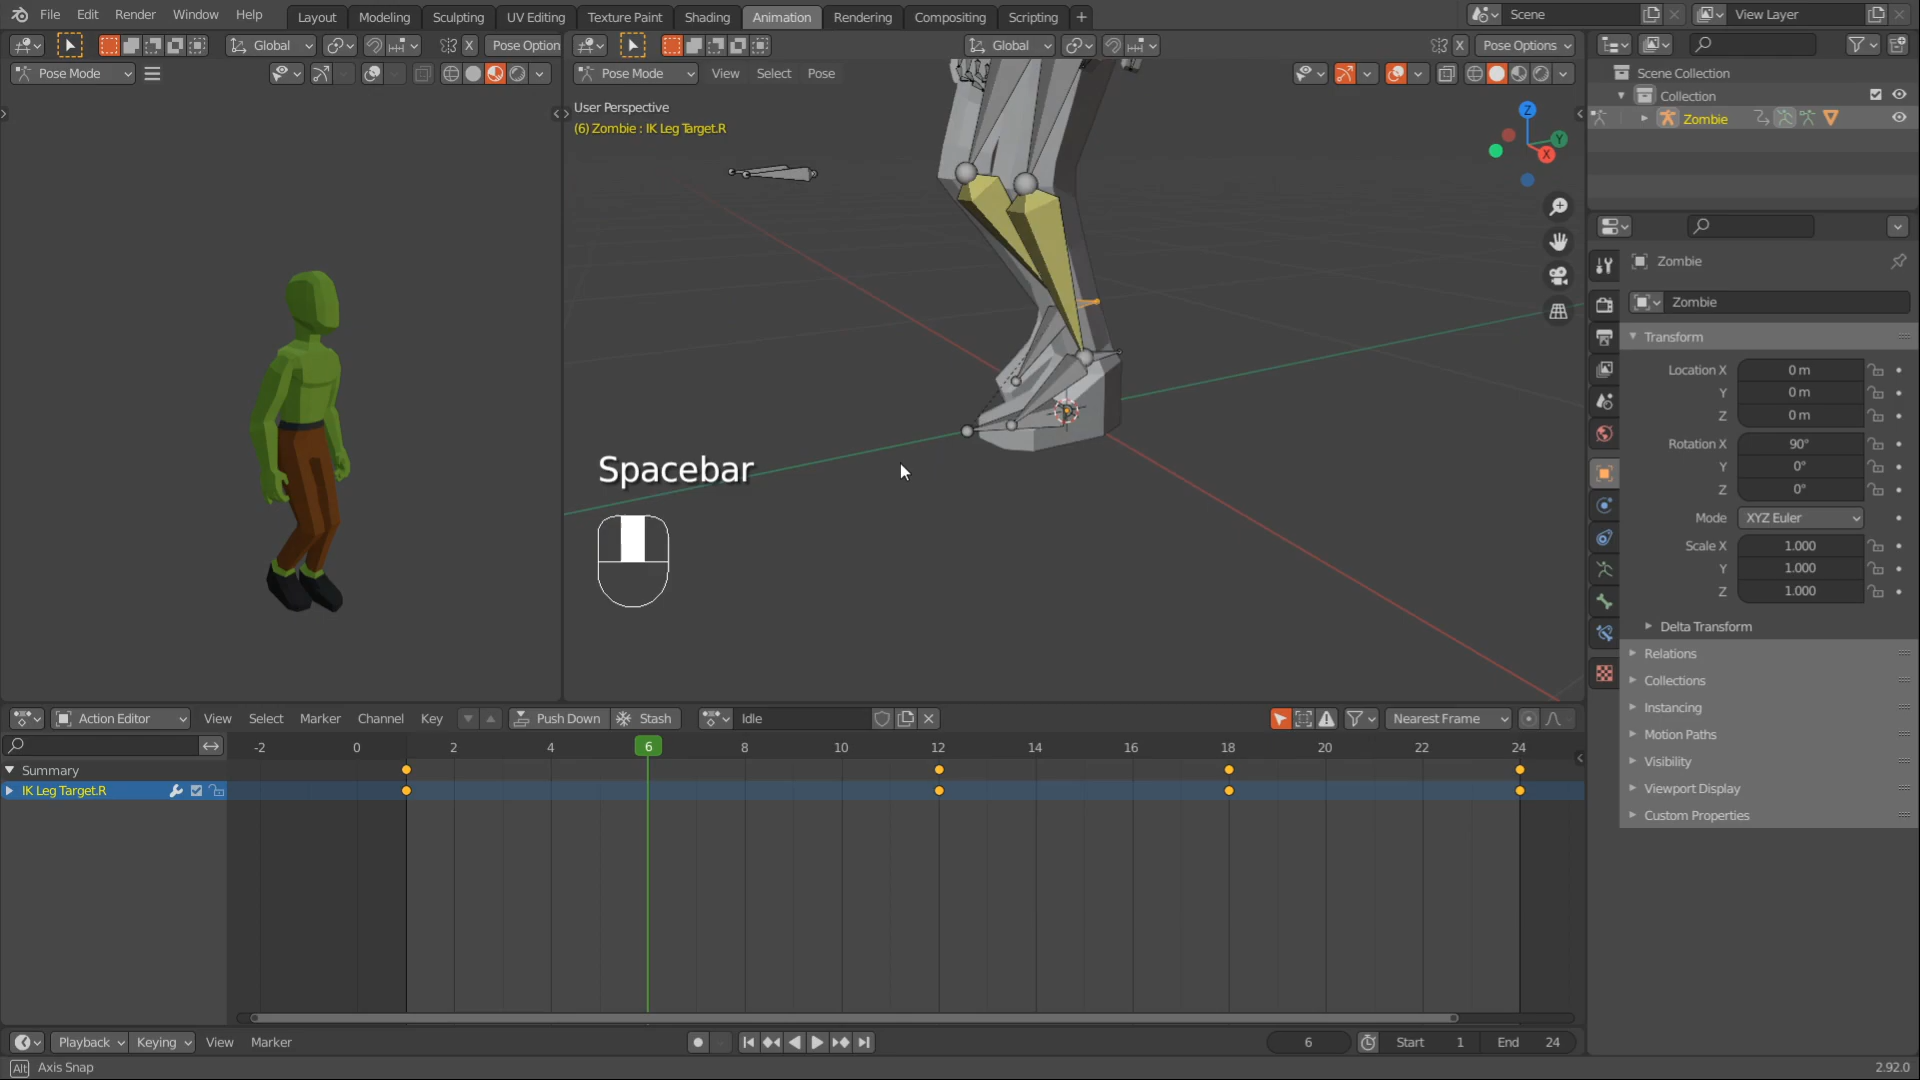 File Edit Render Window Help Layout Modeling Sculpting UV Editing Texture Paint Shading Animation Rendering Compositing Scripting Scene View Layer
Global X Pose Option Global X Pose Options
Pose Mode Pose Mode View Select Pose
User Perspective
(6) Zombie : IK Leg Target.R
Z
Y
X
Scene Collection
Collection
Zombie
Zombie
Zombie
Transform
Location X 0 m
Y 0 m
Z 0 m
Rotation X 90°
Y 0°
Z 0°
Mode XYZ Euler
Scale X 1.000
Y 1.000
Z 1.000
Delta Transform
Relations
Collections
Instancing
Motion Paths
Visibility
Viewport Display
Custom Properties
Spacebar
Action Editor View Select Marker Channel Key Push Down Stash Idle Nearest Frame
-2 0 2 4 6 8 10 12 14 16 18 20 22 24
Summary
IK Leg Target.R
Playback Keying View Marker 6 Start 1 End 24
Alt Axis Snap 2.92.0